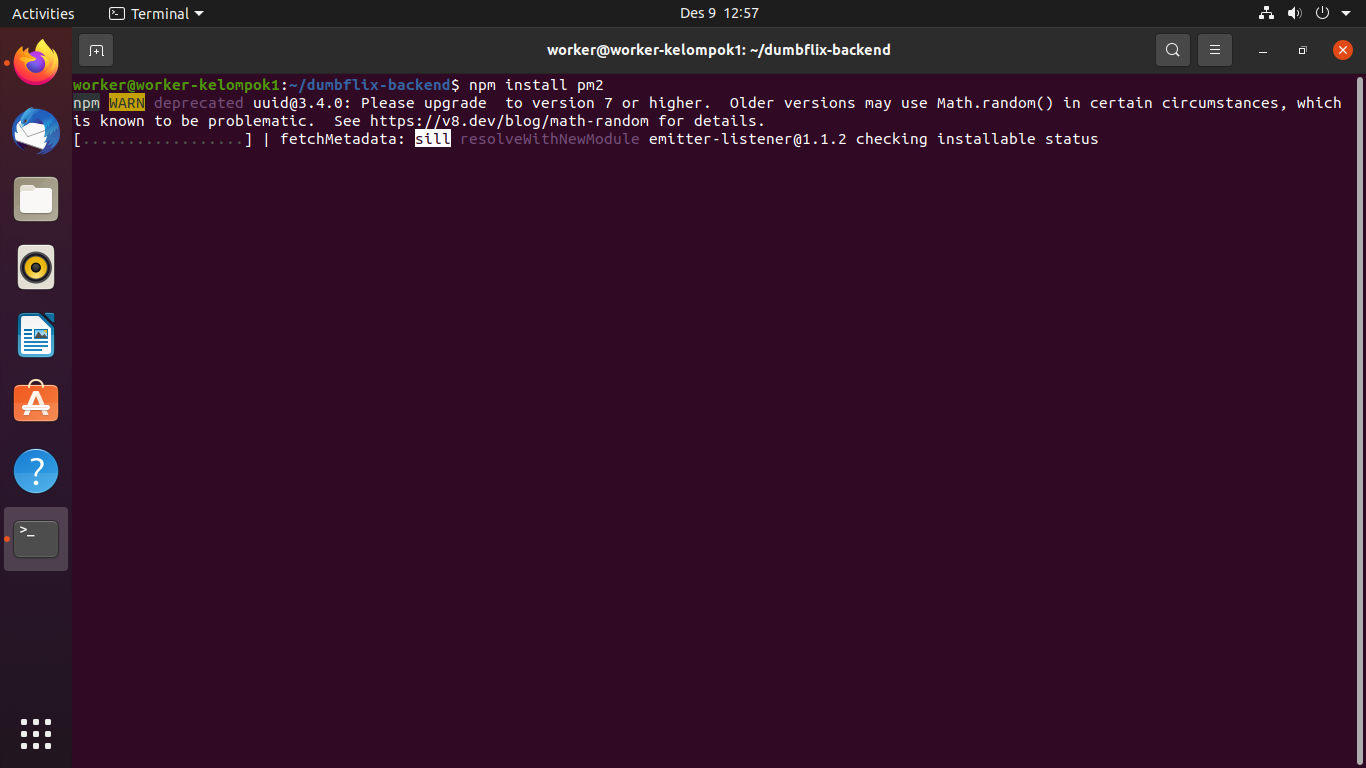 Activities
Terminal
Des 9 12:57
worker@worker-kelompok1: ~/dumbflix-backend
worker@worker-kelompok1:~/dumbflix-backend$ npm install pm2
npm WARN deprecated uuid@3.4.0: Please upgrade  to version 7 or higher.  Older versions may use Math.random() in certain circumstances, which
is known to be problematic.  See https://v8.dev/blog/math-random for details.
[..................] | fetchMetadata: sill resolveWithNewModule emitter-listener@1.1.2 checking installable status
?
>_